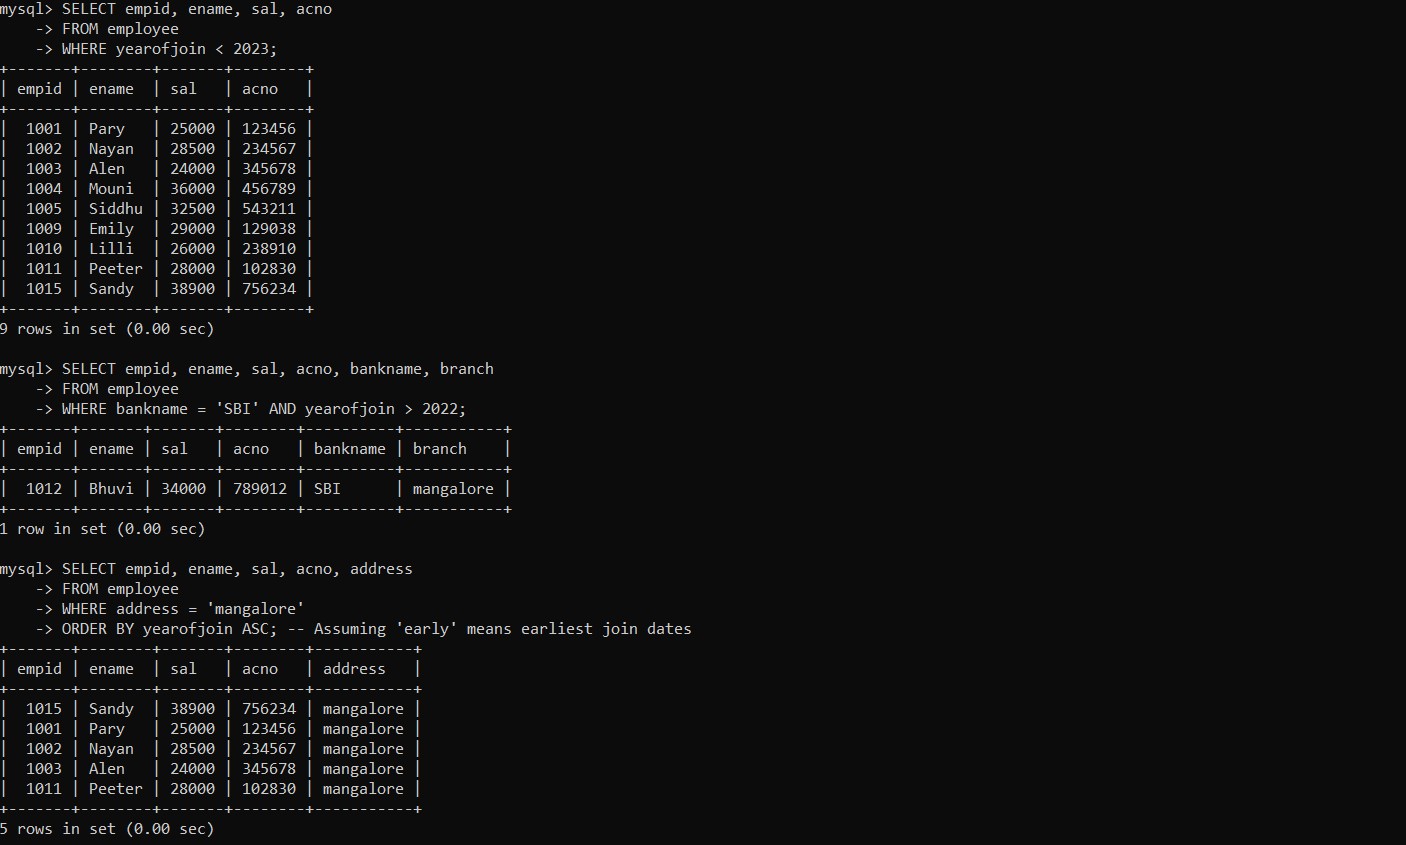 mysql> SELECT empid, ename, sal, acno
    -> FROM employee
    -> WHERE yearofjoin < 2023;
+-------+--------+-------+--------+
| empid | ename  | sal   | acno   |
+-------+--------+-------+--------+
|  1001 | Pary   | 25000 | 123456 |
|  1002 | Nayan  | 28500 | 234567 |
|  1003 | Alen   | 24000 | 345678 |
|  1004 | Mouni  | 36000 | 456789 |
|  1005 | Siddhu | 32500 | 543211 |
|  1009 | Emily  | 29000 | 129038 |
|  1010 | Lilli  | 26000 | 238910 |
|  1011 | Peeter | 28000 | 102830 |
|  1015 | Sandy  | 38900 | 756234 |
+-------+--------+-------+--------+
9 rows in set (0.00 sec)

mysql> SELECT empid, ename, sal, acno, bankname, branch
    -> FROM employee
    -> WHERE bankname = 'SBI' AND yearofjoin > 2022;
+-------+-------+-------+--------+----------+-----------+
| empid | ename | sal   | acno   | bankname | branch    |
+-------+-------+-------+--------+----------+-----------+
|  1012 | Bhuvi | 34000 | 789012 | SBI      | mangalore |
+-------+-------+-------+--------+----------+-----------+
1 row in set (0.00 sec)

mysql> SELECT empid, ename, sal, acno, address
    -> FROM employee
    -> WHERE address = 'mangalore'
    -> ORDER BY yearofjoin ASC; -- Assuming 'early' means earliest join dates
+-------+--------+-------+--------+-----------+
| empid | ename  | sal   | acno   | address   |
+-------+--------+-------+--------+-----------+
|  1015 | Sandy  | 38900 | 756234 | mangalore |
|  1001 | Pary   | 25000 | 123456 | mangalore |
|  1002 | Nayan  | 28500 | 234567 | mangalore |
|  1003 | Alen   | 24000 | 345678 | mangalore |
|  1011 | Peeter | 28000 | 102830 | mangalore |
+-------+--------+-------+--------+-----------+
5 rows in set (0.00 sec)